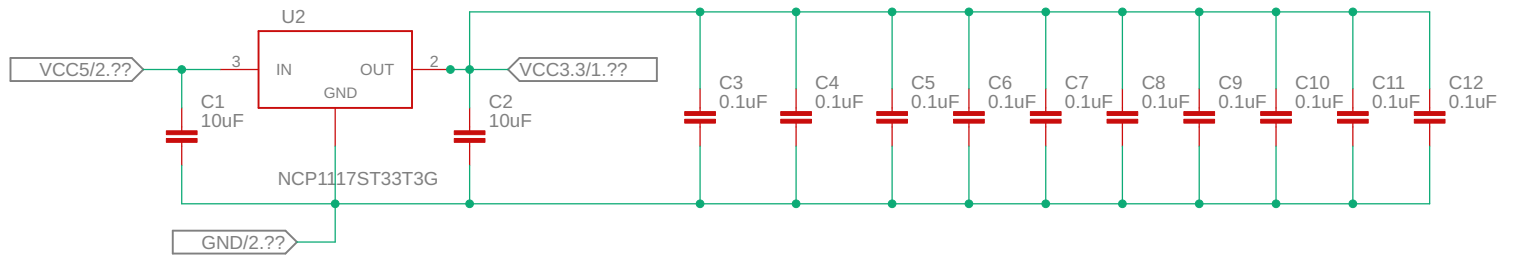 U2
VCC5/2.??
3
IN
OUT
2
VCC3.3/1.??
GND
C1
10uF
C2
10uF
C3
0.1uF
C4
0.1uF
C5
0.1uF
C6
0.1uF
C7
0.1uF
C8
0.1uF
C9
0.1uF
C10
0.1uF
C11
0.1uF
C12
0.1uF
NCP1117ST33T3G
GND/2.??